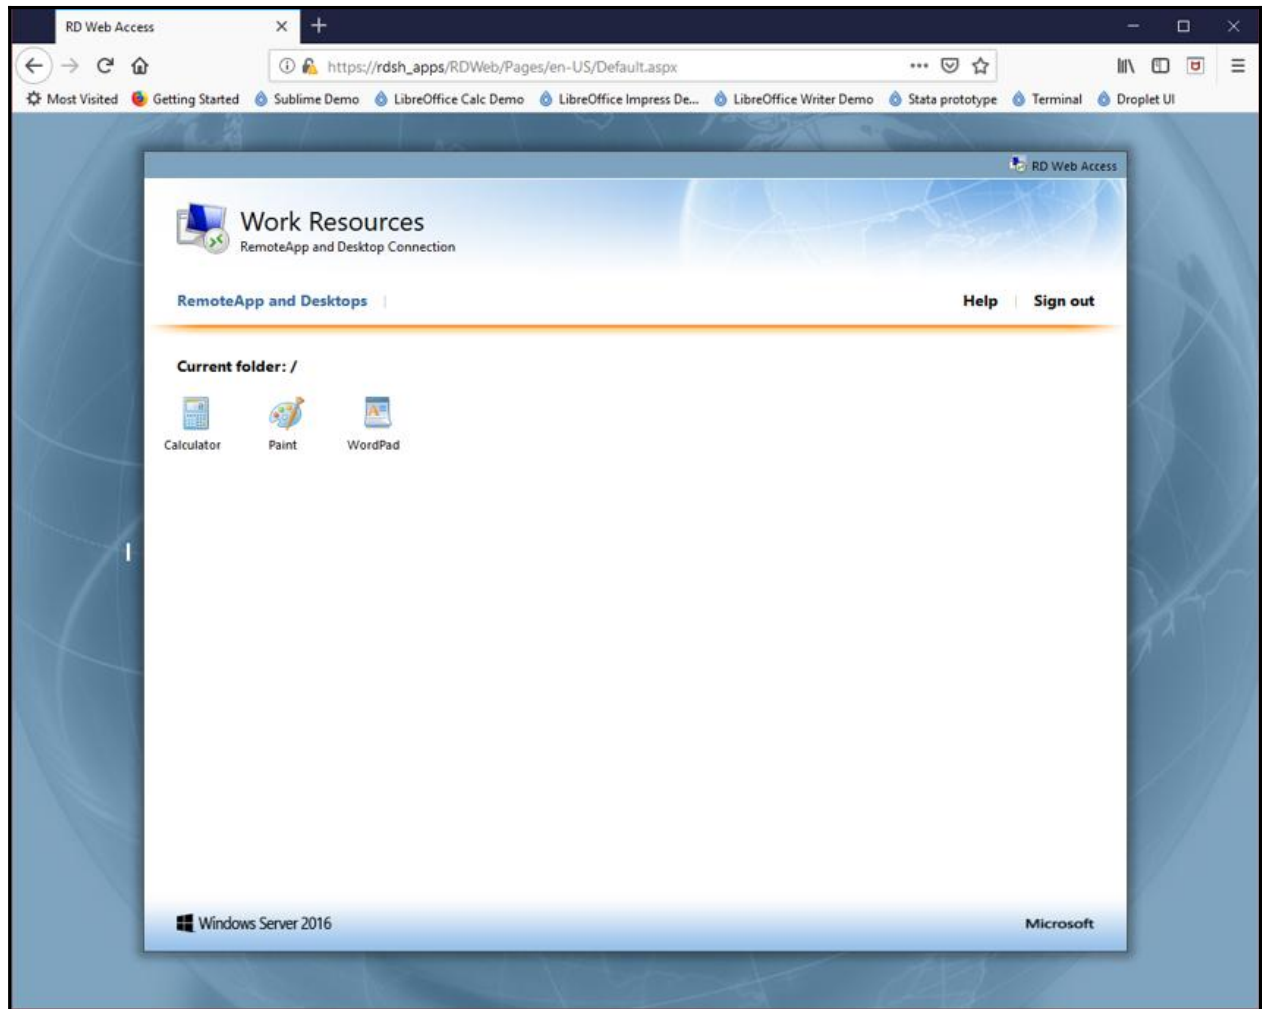 RD Web Access
https://rdsh_apps/RDWeb/Pages/en-US/Default.aspx
Most Visited Getting Started Sublime Demo LibreOffice Calc Demo LibreOffice Impress De... LibreOffice Writer Demo Stata prototype Terminal Droplet UI
RD Web Access
Work Resources
RemoteApp and Desktop Connection
RemoteApp and Desktops | Help | Sign out
Current folder: /
Calculator Paint WordPad
Windows Server 2016 Microsoft